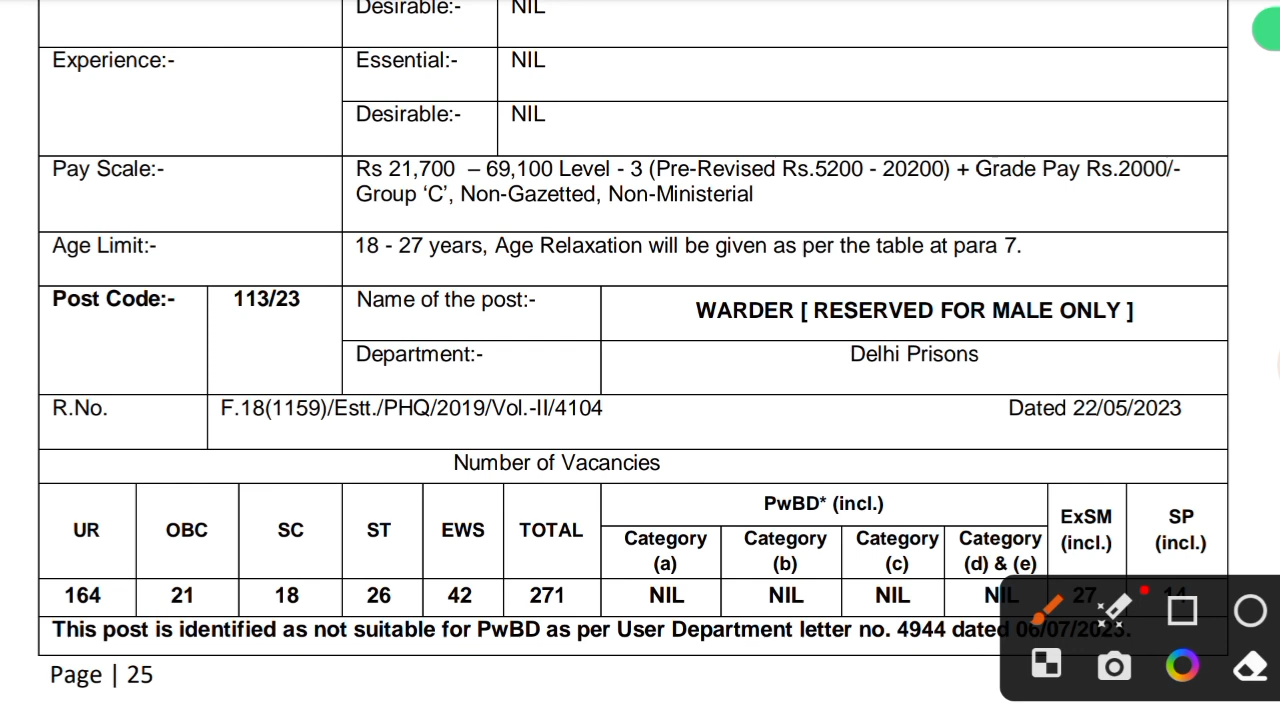 Desirable:- NIL
Experience:- Essential:- NIL
Desirable:- NIL
Pay Scale:- Rs 21,700 – 69,100 Level - 3 (Pre-Revised Rs.5200 - 20200) + Grade Pay Rs.2000/-
Group ‘C’, Non-Gazetted, Non-Ministerial
Age Limit:- 18 - 27 years, Age Relaxation will be given as per the table at para 7.
Post Code:- 113/23 Name of the post:- WARDER [ RESERVED FOR MALE ONLY ]
Department:- Delhi Prisons
R.No. F.18(1159)/Estt./PHQ/2019/Vol.-II/4104 Dated 22/05/2023
Number of Vacancies
UR OBC SC ST EWS TOTAL PwBD* (incl.) ExSM (incl.) SP (incl.)
Category (a) Category (b) Category (c) Category (d) & (e)
164 21 18 26 42 271 NIL NIL NIL NIL 27 14
This post is identified as not suitable for PwBD as per User Department letter no. 4944 dated 06/07/2023.
Page | 25